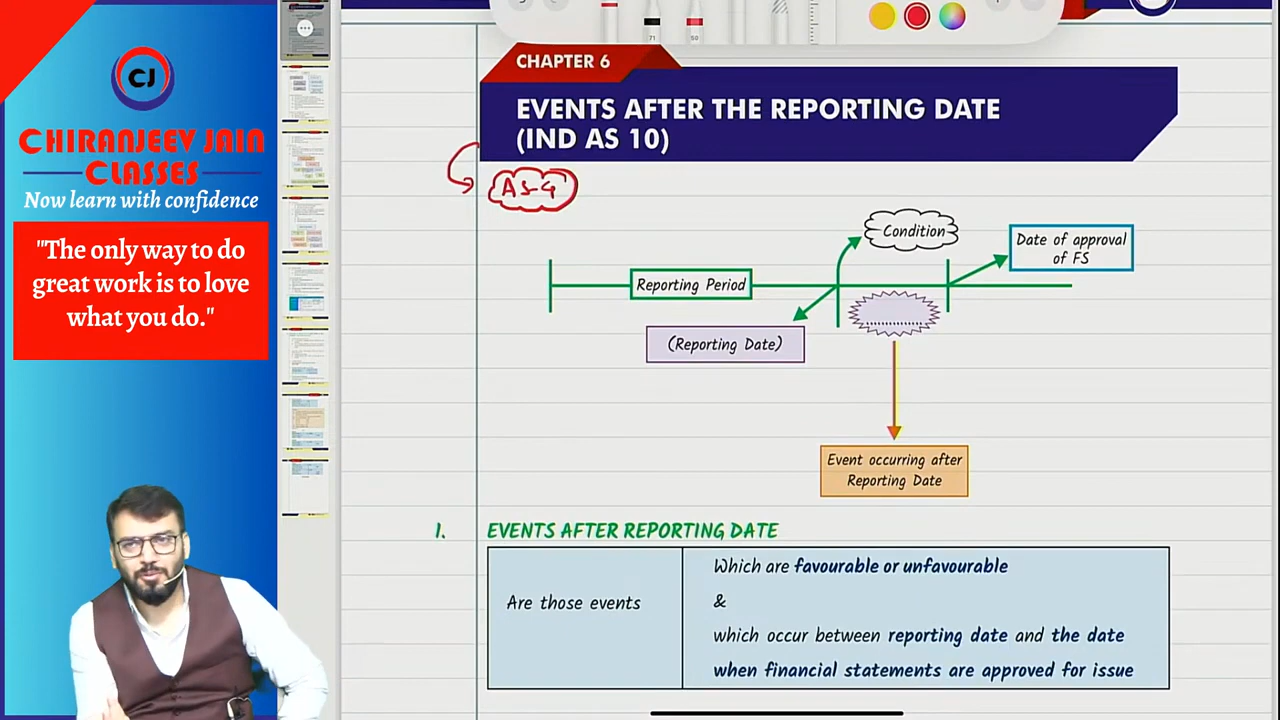 CJ
CHIRANJEEV JAIN
CLASSES
Now learn with confidence
"The only way to do
great work is to love
what you do."
71
50
CHAPTER 6
EVENTS AFTER THE REPORTING DATE
(IND AS 10)
AS-4
Condition
Date of approval
of FS
Reporting Period
(Reporting Date)
Event occurring after
Reporting Date
1. EVENTS AFTER REPORTING DATE
Are those events
Which are favourable or unfavourable
&
which occur between reporting date and the date
when financial statements are approved for issue